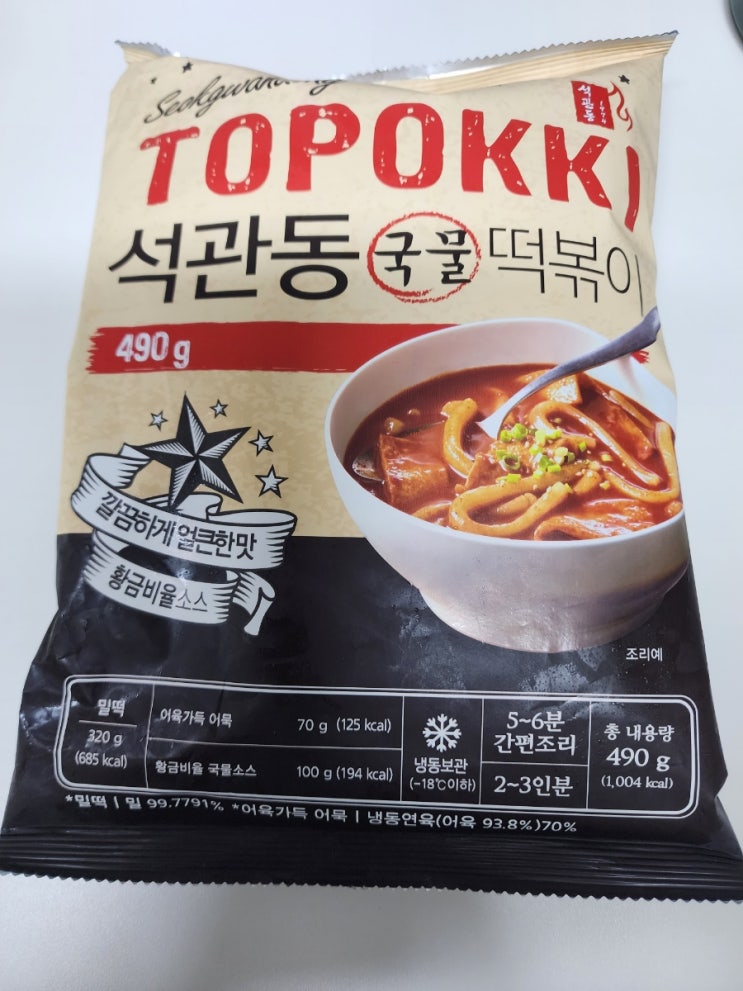 TOPOKKI
석관동
1974
석관동 국물 떡볶이
490 g
깔끔하게 얼큰한맛
황금비율소스
조리예
밀떡
320 g
(685 kcal)
어육가득 어묵 70 g (125 kcal)
황금비율 국물소스 100 g (194 kcal)
냉동보관
(-18℃이하)
5~6분
간편조리
2~3인분
총 내용량
490 g
(1,004 kcal)
*밀떡 | 밀 99.7791% *어육가득 어묵 | 냉동연육(어육 93.8%)70%